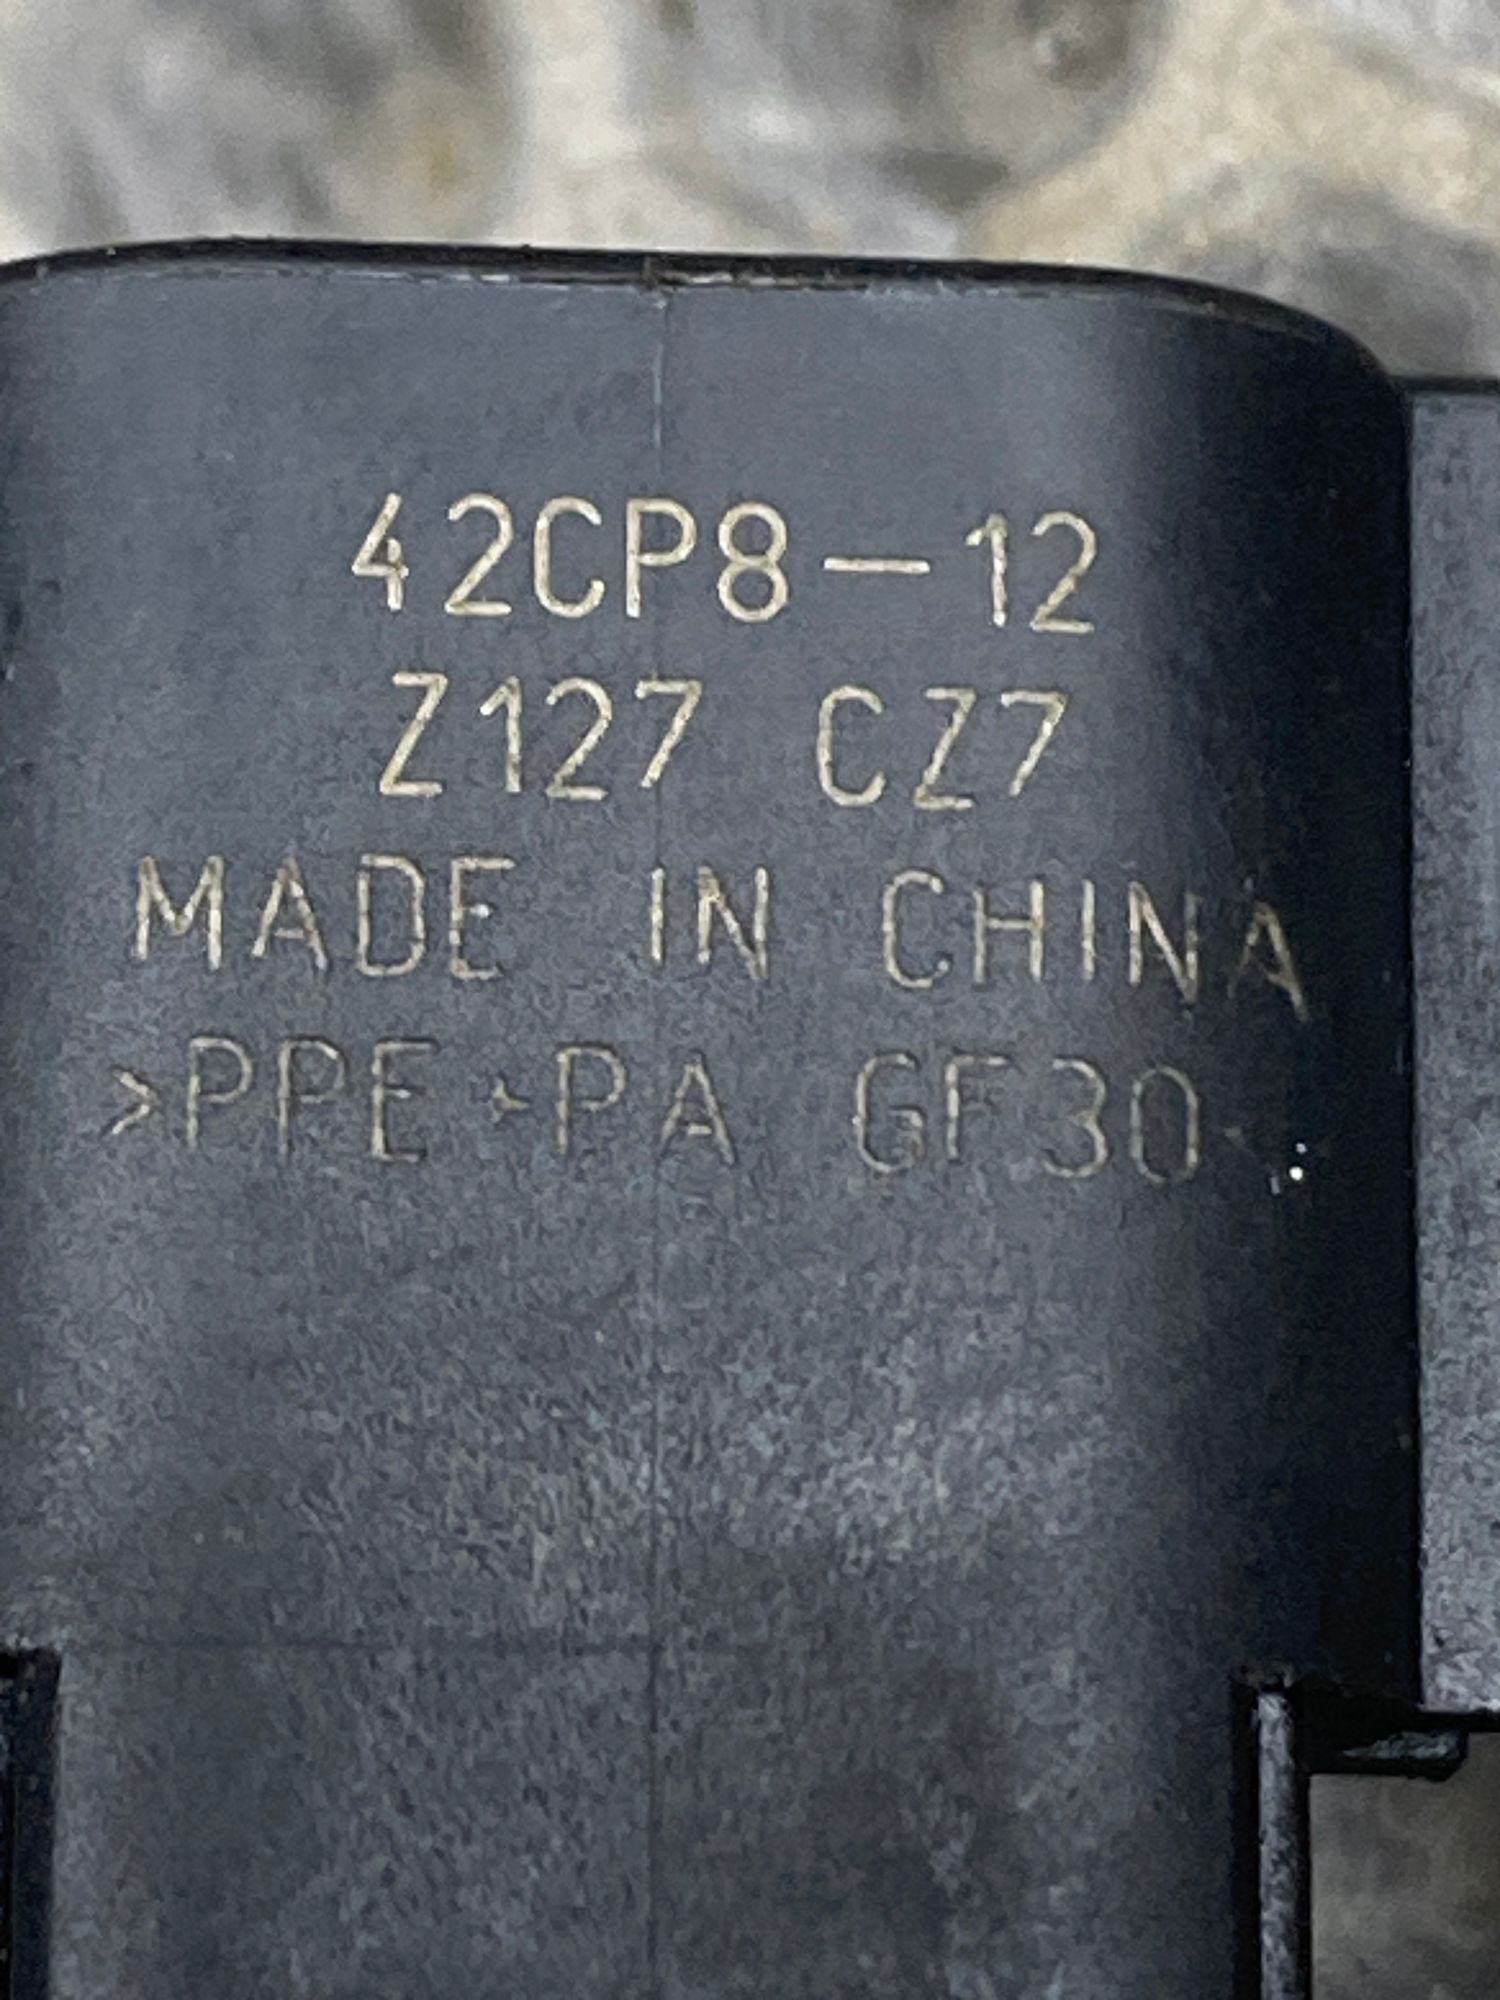 42CP8-12
Z127 CZ7
MADE IN CHINA
>PPE+PA GF30<